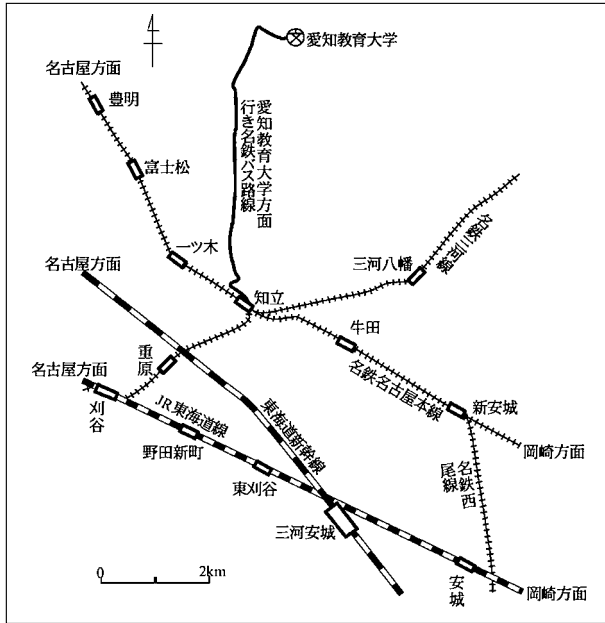 愛知教育大学
名古屋方面
豊明
富士松
愛知教育大学方面
行き名鉄バス路線
一ツ木
三河八幡
名鉄三河線
名古屋方面
知立
牛田
重原
名古屋方面
名鉄名古屋本線
新安城
刈谷
JR東海道線
東海道新幹線
岡崎方面
野田新町
名鉄西
尾線
東刈谷
三河安城
安城
岡崎方面
0
2km